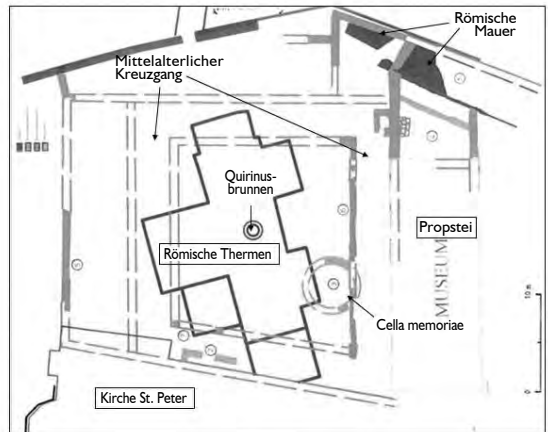 Römische
Mauer
Mittelalterlicher
Kreuzgang
Quirinus-
brunnen
Propstei
Römische Thermen
MUSEUM
10 m
Cella memoriae
0
Kirche St. Peter